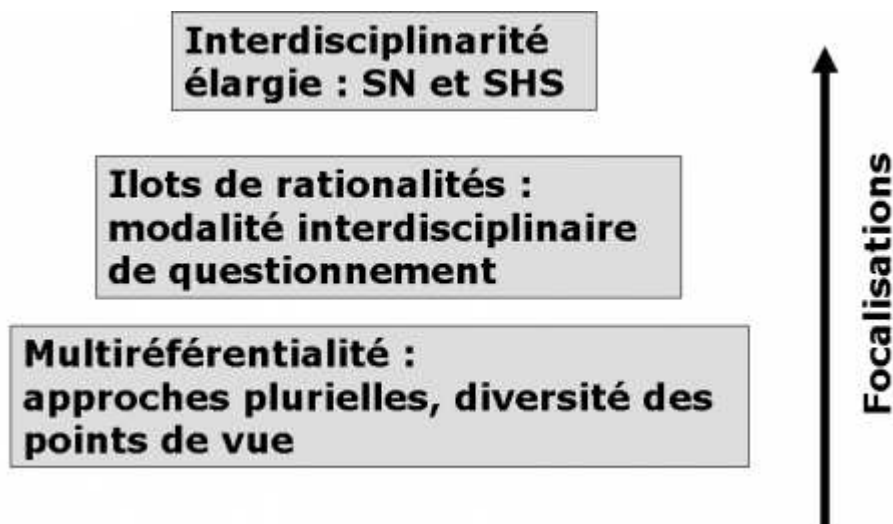 Interdisciplinarité
élargie : SN et SHS
Ilots de rationalités :
modalité interdisciplinaire
de questionnement
Multiréférentialité :
approches plurielles, diversité des
points de vue
Focalisations